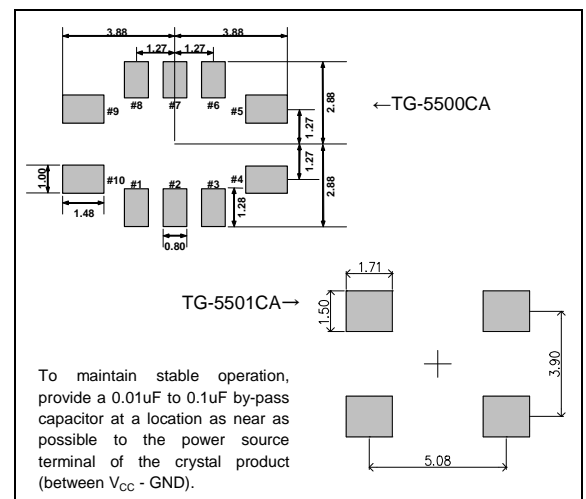 3.88 3.88
1.27 1.27
#8 #7 #6
#9 #5
2.88
1.27
←TG-5500CA
1.27
2.88
1.00
#10 #1 #2 #3 #4
1.48
1.28
0.80
1.71
TG-5501CA→
1.50
3.90
5.08
To maintain stable operation,
provide a 0.01uF to 0.1uF by-pass
capacitor at a location as near as
possible to the power source
terminal of the crystal product
(between VCC - GND).